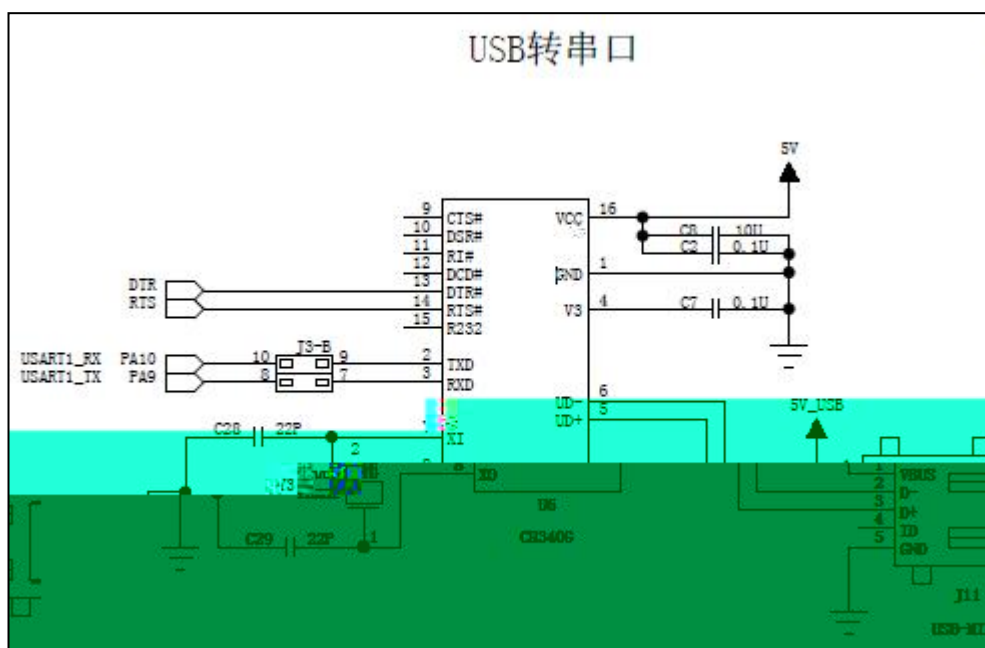 USB转串口
5V
9 CTS#
10 DSR#
11 RI#
12 DCD#
DTR 13 DTR#
RTS 14 RTS#
15 R232
VCC 16
C8 10U
C2 0.1U
GND 1
V3 4 C7 0.1U
J3-B
USART1_RX PA10 10 9 2 TXD
USART1_TX PA9 8 7 3 RXD
UD- 6
UD+ 5
5V_USB
C28 22P
XI
2
XO
U6
CH340G
C29 22P 1
1 VBUS
2 D-
3 D+
4 ID
5 GND
J11